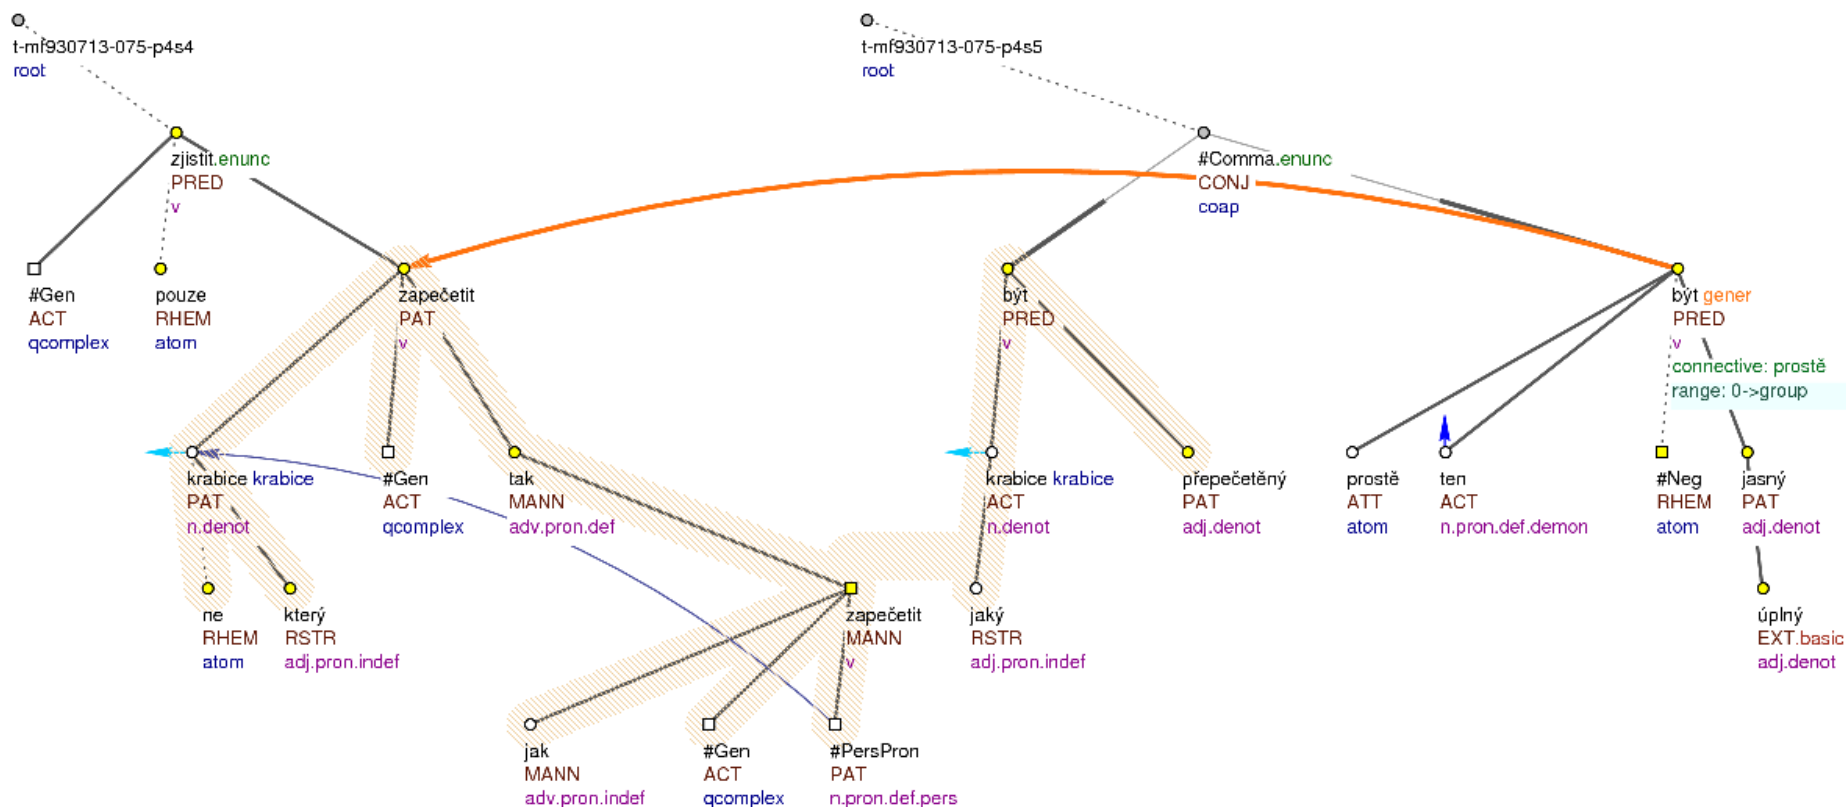 t-mf930713-075-p4s4
root
t-mf930713-075-p4s5
root
zjistit.enunc
PRED
v
#Comma.enunc
CONJ
coap
#Gen
ACT
qcomplex
pouze
RHEM
atom
zapečetit
PAT
v
být
PRED
v
být gener
PRED
v
connective: prostě
range: 0->group
krabice krabice
PAT
n.denot
#Gen
ACT
qcomplex
tak
MANN
adv.pron.def
krabice krabice
ACT
n.denot
přepečetěný
PAT
adj.denot
prostě
ATT
atom
ten
ACT
n.pron.def.demon
#Neg
RHEM
atom
jasný
PAT
adj.denot
ne
RHEM
atom
který
RSTR
adj.pron.indef
zapečetit
MANN
v
jaký
RSTR
adj.pron.indef
úplný
EXT.basic
adj.denot
jak
MANN
adv.pron.indef
#Gen
ACT
qcomplex
#PersPron
PAT
n.pron.def.pers